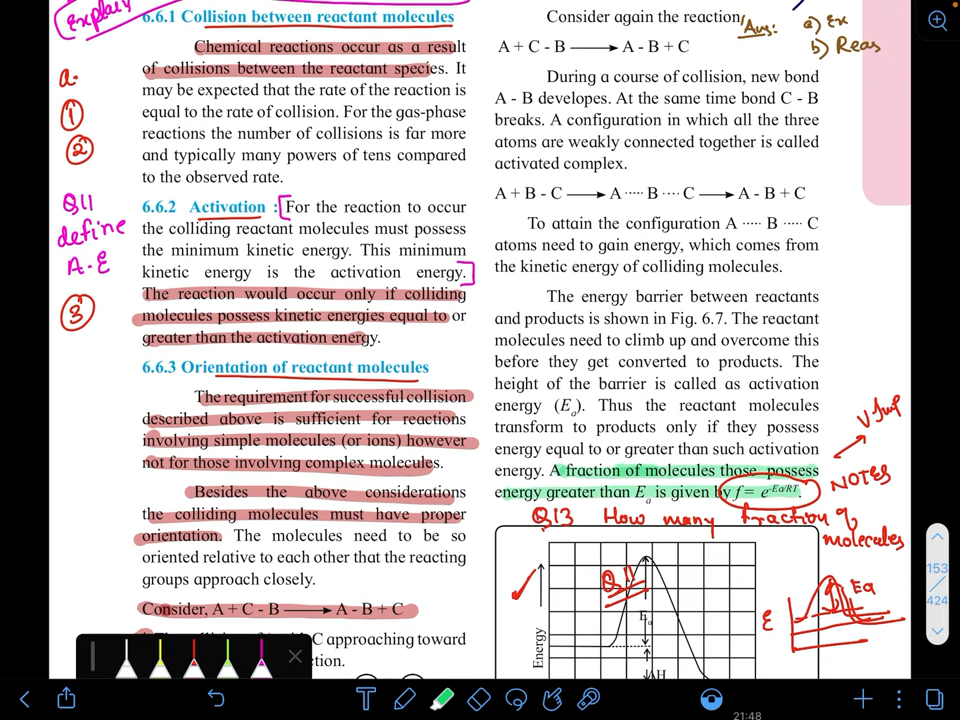 Explain
6.6.1 Collision between reactant molecules
Chemical reactions occur as a result
of collisions between the reactant species. It
may be expected that the rate of the reaction is
equal to the rate of collision. For the gas-phase
reactions the number of collisions is far more
and typically many powers of tens compared
to the observed rate.
a.
1
2
6.6.2 Activation : For the reaction to occur
the colliding reactant molecules must possess
the minimum kinetic energy. This minimum
kinetic energy is the activation energy.
The reaction would occur only if colliding
molecules possess kinetic energies equal to or
greater than the activation energy.
Q11
define
A.E
3
6.6.3 Orientation of reactant molecules
The requirement for successful collision
described above is sufficient for reactions
involving simple molecules (or ions) however
not for those involving complex molecules.
Besides the above considerations
the colliding molecules must have proper
orientation. The molecules need to be so
oriented relative to each other that the reacting
groups approach closely.
Consider, A + C - B ⟶ A - B + C
C approaching toward
ction.
Consider again the reaction,
Ans:
a) Ex
b) Reas
A + C - B ⟶ A - B + C
During a course of collision, new bond
A - B developes. At the same time bond C - B
breaks. A configuration in which all the three
atoms are weakly connected together is called
activated complex.
A + B - C ⟶ A ····· B ···· C ⟶ A - B + C
To attain the configuration A ····· B ····· C
atoms need to gain energy, which comes from
the kinetic energy of colliding molecules.
The energy barrier between reactants
and products is shown in Fig. 6.7. The reactant
molecules need to climb up and overcome this
before they get converted to products. The
height of the barrier is called as activation
energy (Ea). Thus the reactant molecules
transform to products only if they possess
energy equal to or greater than such activation
energy. A fraction of molecules those possess
energy greater than Ea is given by f = e^-Ea/RT.
V Imp
NOTES
Q13 How many fraction of
molecules
Q11
Ea
Energy
H
E
Ea
153
424
21:48